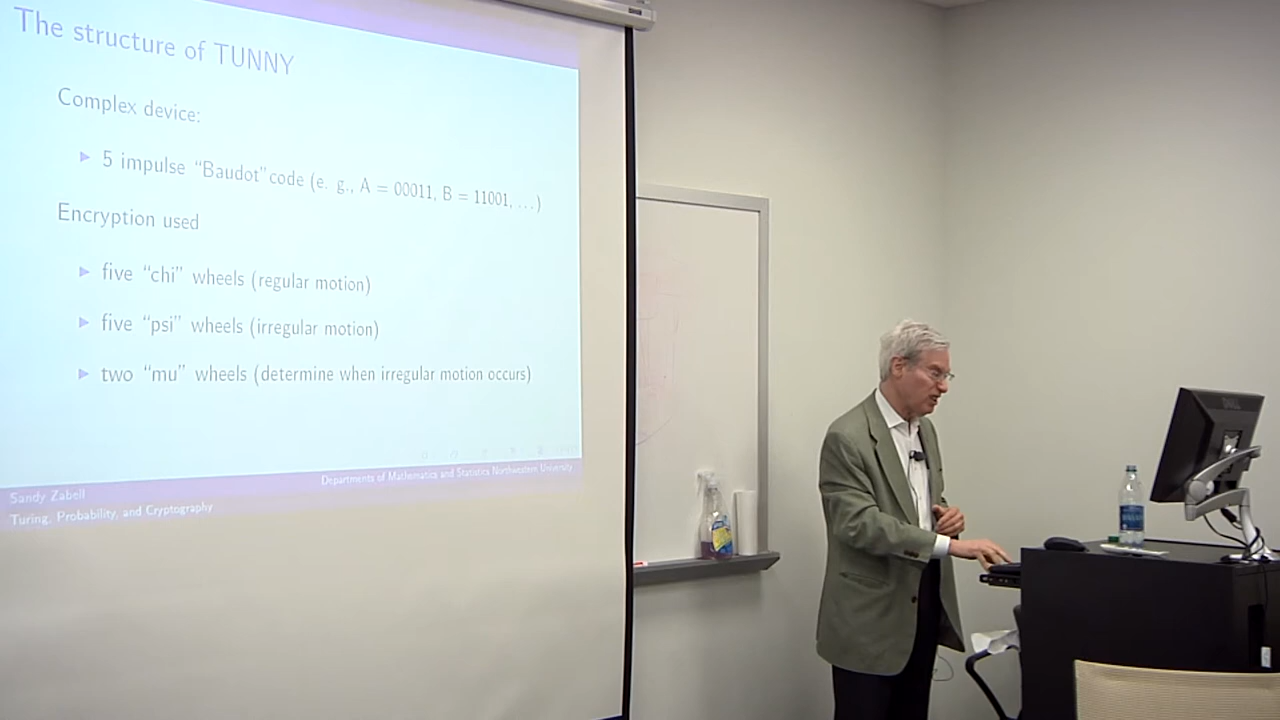 The structure of TUNNY
Complex device:
▶ 5 impulse “Baudot”code (e. g., A = 00011, B = 11001, ...)
Encryption used
▶ five “chi” wheels (regular motion)
▶ five “psi” wheels (irregular motion)
▶ two “mu” wheels (determine when irregular motion occurs)
Sandy Zabell
Departments of Mathematics and Statistics Northwestern University
Turing, Probability, and Cryptography
DELL